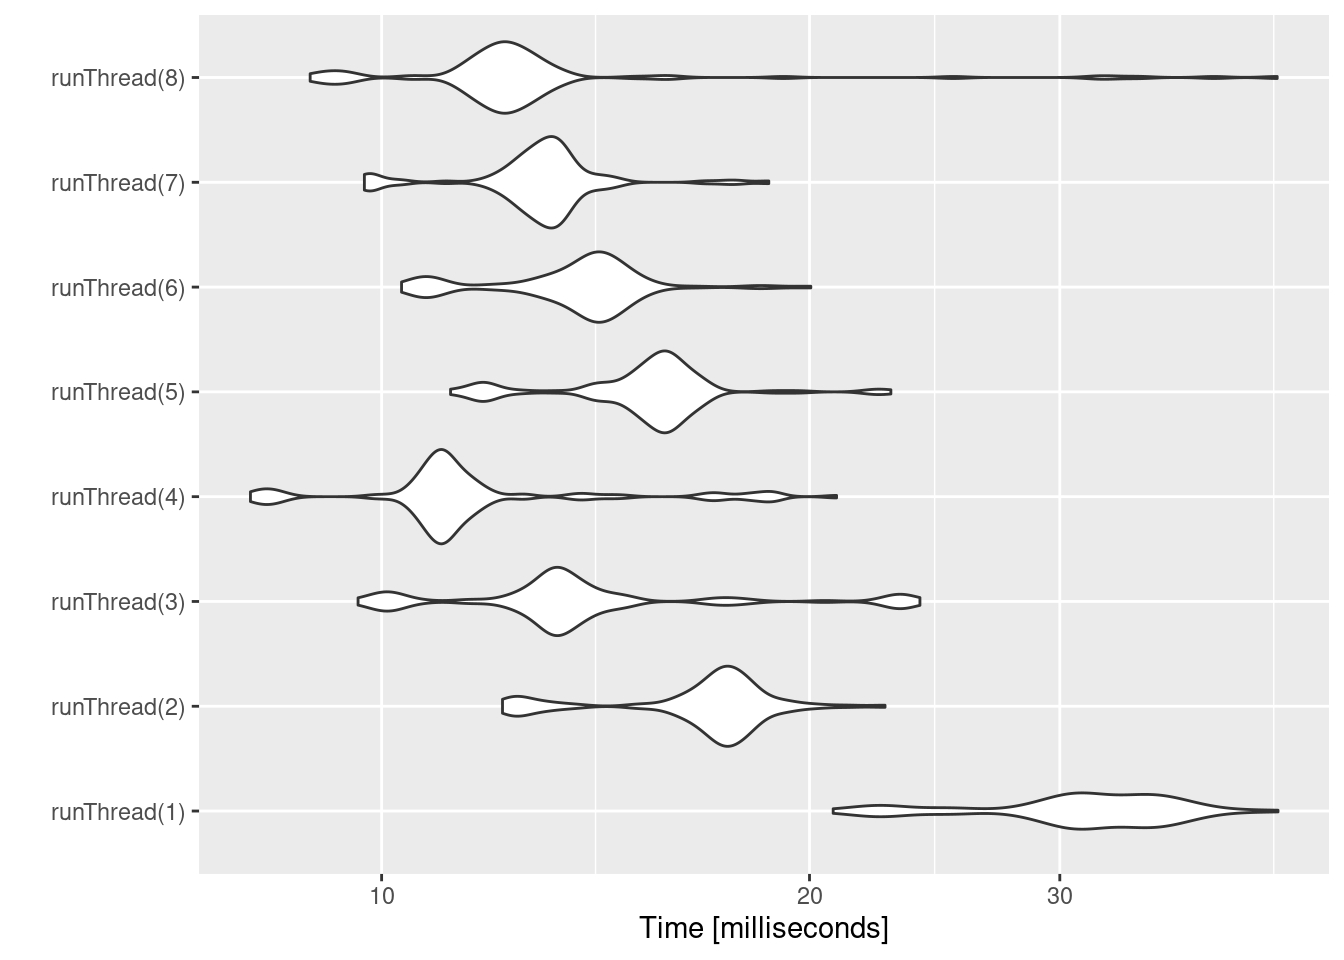 runThread(8)
runThread(7)
runThread(6)
runThread(5)
runThread(4)
runThread(3)
runThread(2)
runThread(1)
10 20 30
Time [milliseconds]